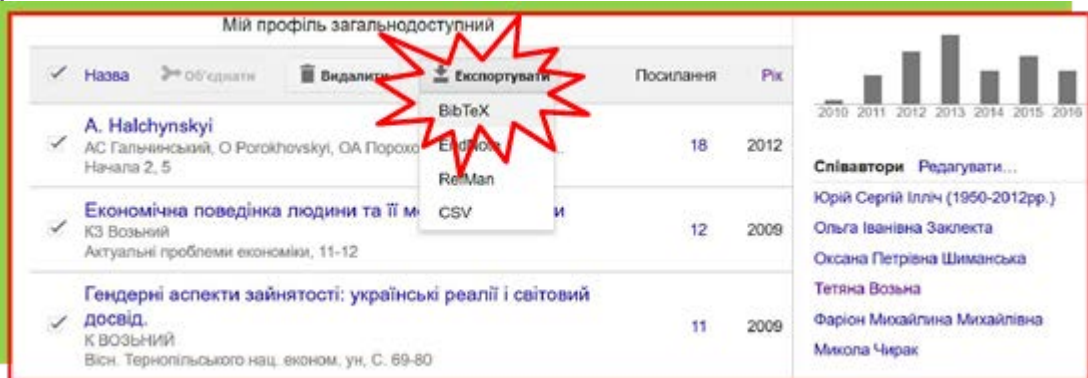 Мій профіль загальнодоступний
Назва Об'єднати Видалити Експортувати Посилання Рік
BibTeX
EndNote
RefMan
CSV
A. Halchynskyi
АС Гальчинський, О Porokhovskyi, ОА Порохо
Начала 2, 5
18 2012
Економічна поведінка людини та її м и
КЗ Возьний
Актуальні проблеми економіки, 11-12
12 2009
Гендерні аспекти зайнятості: українські реалії і світовий
досвід.
К ВОЗЬНИЙ
Вісн. Тернопільського нац. економ, ун, С. 69-80
11 2009
2010 2011 2012 2013 2014 2015 2016
Співавтори Редагувати...
Юрій Сергій Ілліч (1950-2012рр.)
Ольга Іванівна Заклекта
Оксана Петрівна Шиманська
Тетяна Возьна
Фаріон Михайлина Михайлівна
Микола Чирак